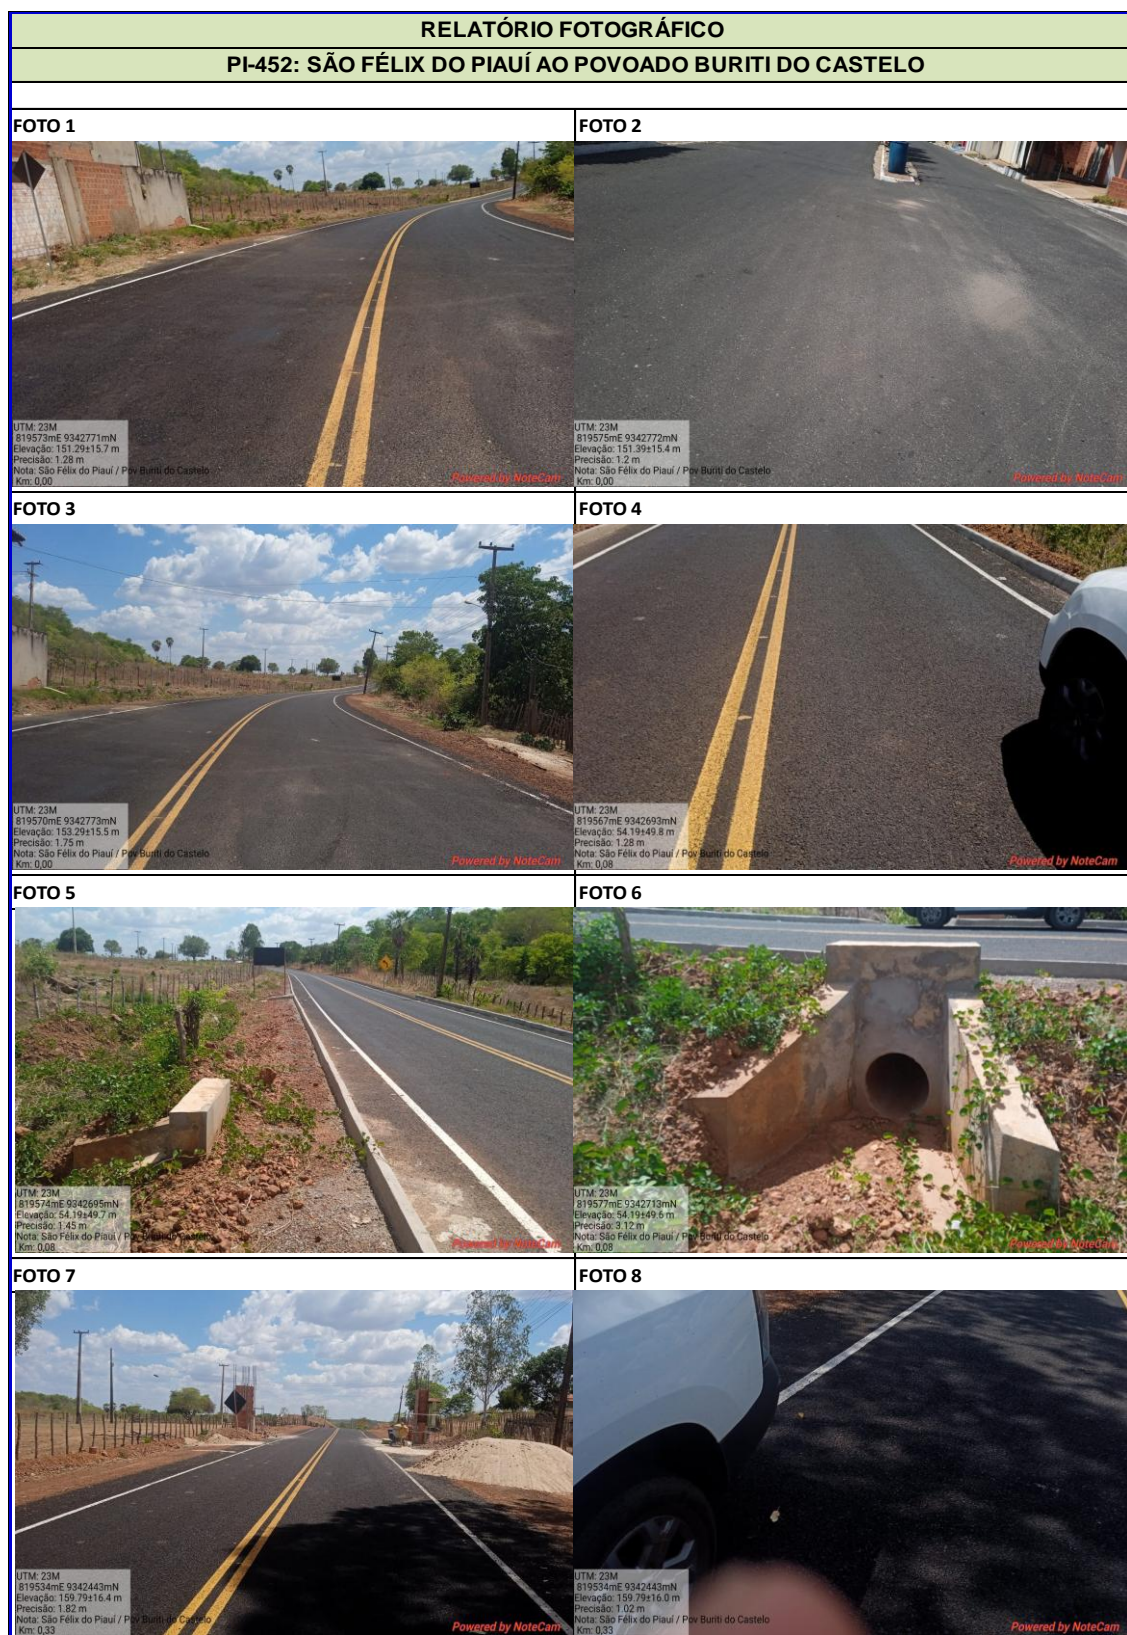 RELATÓRIO FOTOGRÁFICO
PI-452: SÃO FÉLIX DO PIAUÍ AO POVOADO BURITI DO CASTELO
FOTO 1
FOTO 2
UTM: 23M
819573mE 9342771mN
Elevação: 151.29±15.7 m
Precisão: 1.28 m
Nota: São Félix do Piauí / Pov Buriti do Castelo
Km: 0,00
Powered by NoteCam
UTM: 23M
819575mE 9342772mN
Elevação: 151.39±15.4 m
Precisão: 1.2 m
Nota: São Félix do Piauí / Pov Buriti do Castelo
Km: 0,00
Powered by NoteCam
FOTO 3
FOTO 4
UTM: 23M
819570mE 9342773mN
Elevação: 153.29±15.5 m
Precisão: 1.75 m
Nota: São Félix do Piauí / Pov Buriti do Castelo
Km: 0,00
Powered by NoteCam
UTM: 23M
819567mE 9342693mN
Elevação: 54.19±49.8 m
Precisão: 1.28 m
Nota: São Félix do Piauí / Pov Buriti do Castelo
Km: 0,08
Powered by NoteCam
FOTO 5
FOTO 6
UTM: 23M
819574mE 9342695mN
Elevação: 54.19±49.7 m
Precisão: 1.45 m
Nota: São Félix do Piauí / Pov Buriti do Castelo
Km: 0,08
Powered by NoteCam
UTM: 23M
819577mE 9342713mN
Elevação: 54.19±49.6 m
Precisão: 3.12 m
Nota: São Félix do Piauí / Pov Buriti do Castelo
Km: 0,08
Powered by NoteCam
FOTO 7
FOTO 8
UTM: 23M
819534mE 9342443mN
Elevação: 159.79±16.4 m
Precisão: 1.82 m
Nota: São Félix do Piauí / Pov Buriti do Castelo
Km: 0,33
Powered by NoteCam
UTM: 23M
819534mE 9342443mN
Elevação: 159.79±16.0 m
Precisão: 1.02 m
Nota: São Félix do Piauí / Pov Buriti do Castelo
Km: 0,33
Powered by NoteCam